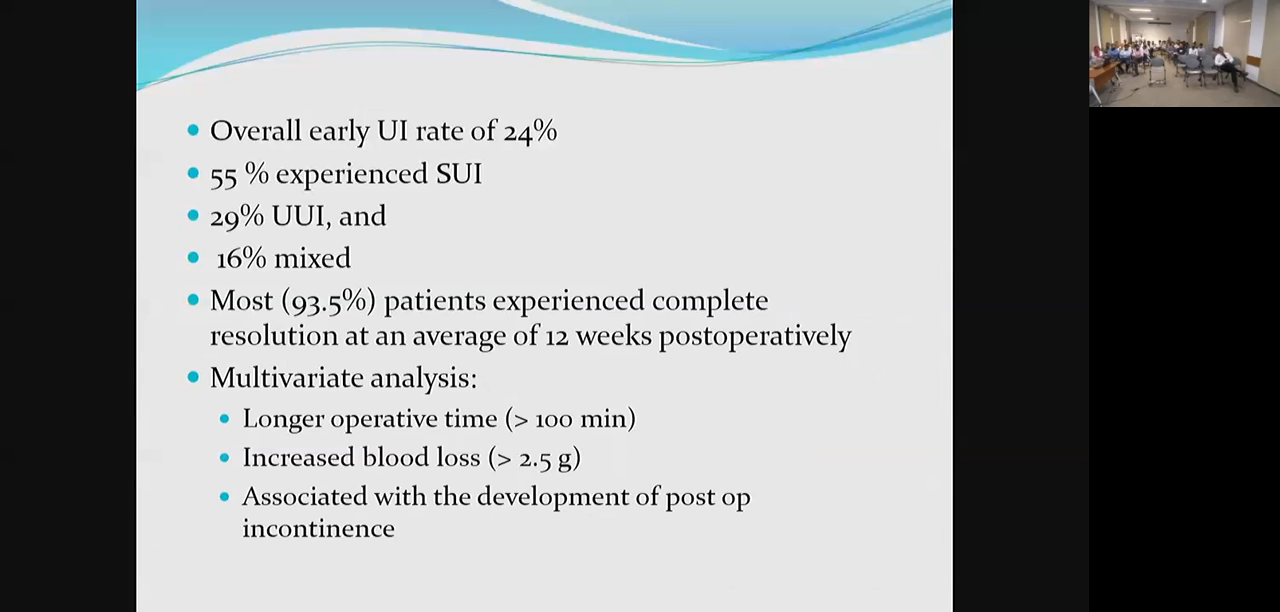 Overall early UI rate of 24%
55 % experienced SUI
29% UUI, and
16% mixed
Most (93.5%) patients experienced complete
resolution at an average of 12 weeks postoperatively
Multivariate analysis:
Longer operative time (> 100 min)
Increased blood loss (> 2.5 g)
Associated with the development of post op
incontinence